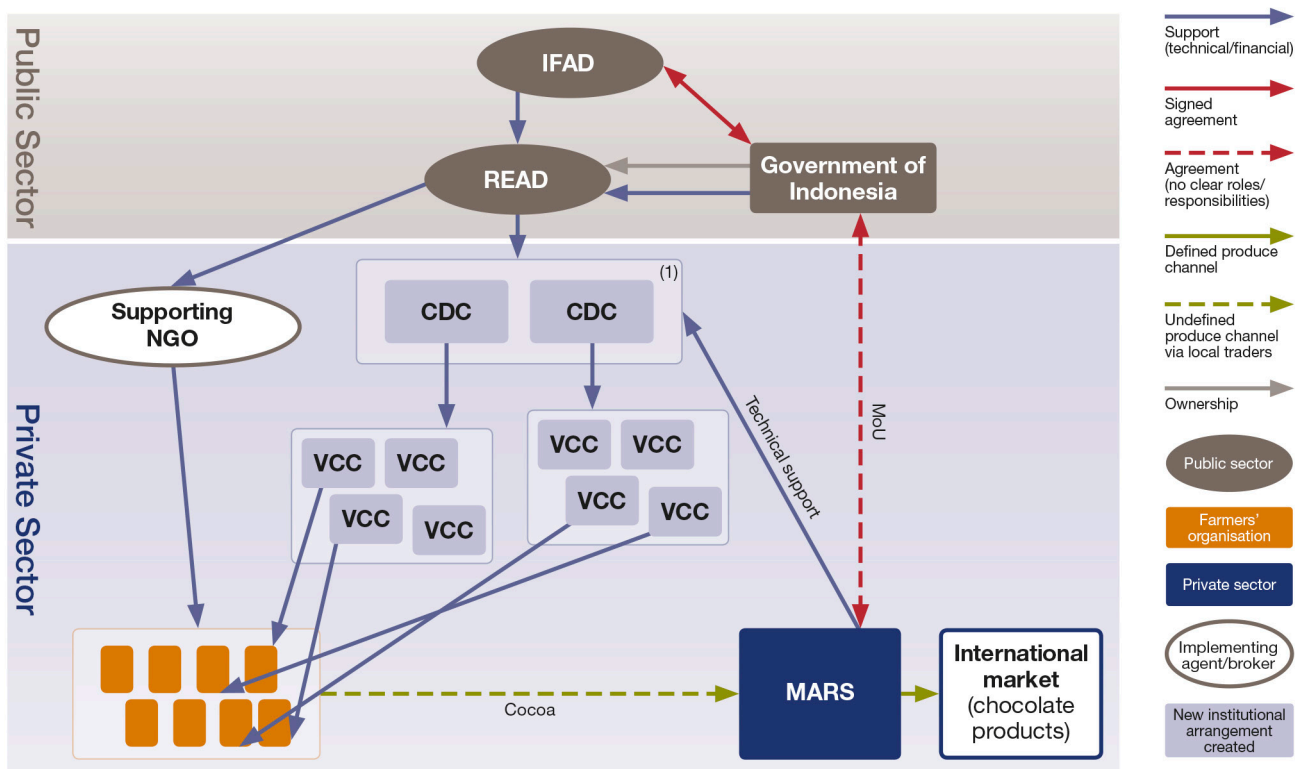 Public Sector
IFAD
READ
Government of
Indonesia
Private Sector
Supporting
NGO
(1)
CDC
CDC
VCC
VCC
VCC
VCC
VCC
VCC
VCC
VCC
Technical support
MoU
Cocoa
MARS
International
market
(chocolate
products)
Support
(technical/financial)
Signed
agreement
Agreement
(no clear roles/
responsibilities)
Defined produce
channel
Undefined
produce channel
via local traders
Ownership
Public sector
Farmers'
organisation
Private sector
Implementing
agent/broker
New institutional
arrangement
created